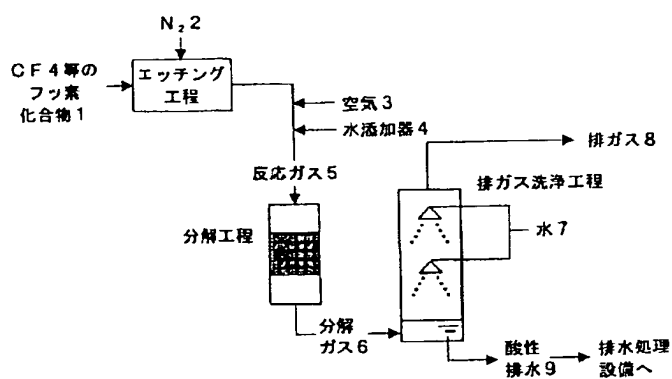 N₂2
CF4等の
フッ素
化合物1
エッチング
工程
空気3
水添加器4
反応ガス5
分解工程
分解
ガス6
排ガス8
排ガス洗浄工程
水7
酸性
排水9
排水処理
設備へ